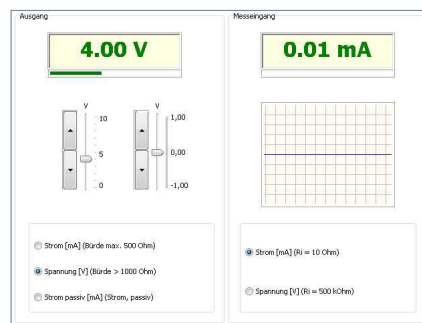 Ausgang
4.00 V
V
10
5
0
V
1,00
0,00
-1,00
Strom [mA] (Bürde max. 500 Ohm)
Spannung [V] (Bürde > 1000 Ohm)
Strom passiv [mA] (Strom, passiv)
Messeingang
0.01 mA
Strom [mA] (Ri = 10 Ohm)
Spannung [V] (Ri = 500 kOhm)